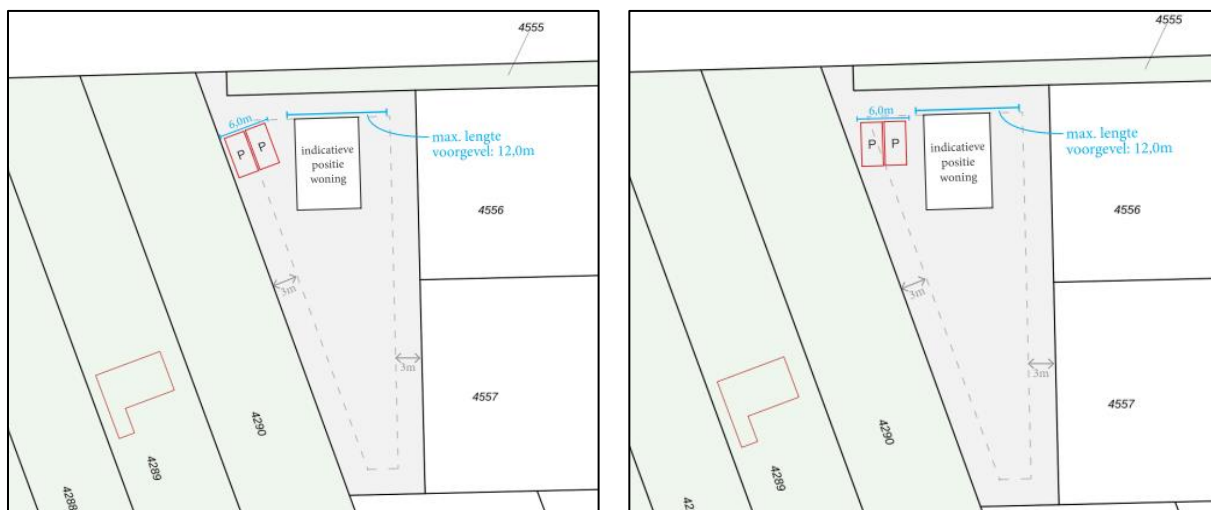 4555
6,0m
P P
max. lengte
voorgevel: 12,0m
indicatieve
positie
woning
4556
3m
3m
4557
4290
4289
4288
4555
6,0m
P P
max. lengte
voorgevel: 12,0m
indicatieve
positie
woning
4556
3m
3m
4557
4290
4289
42